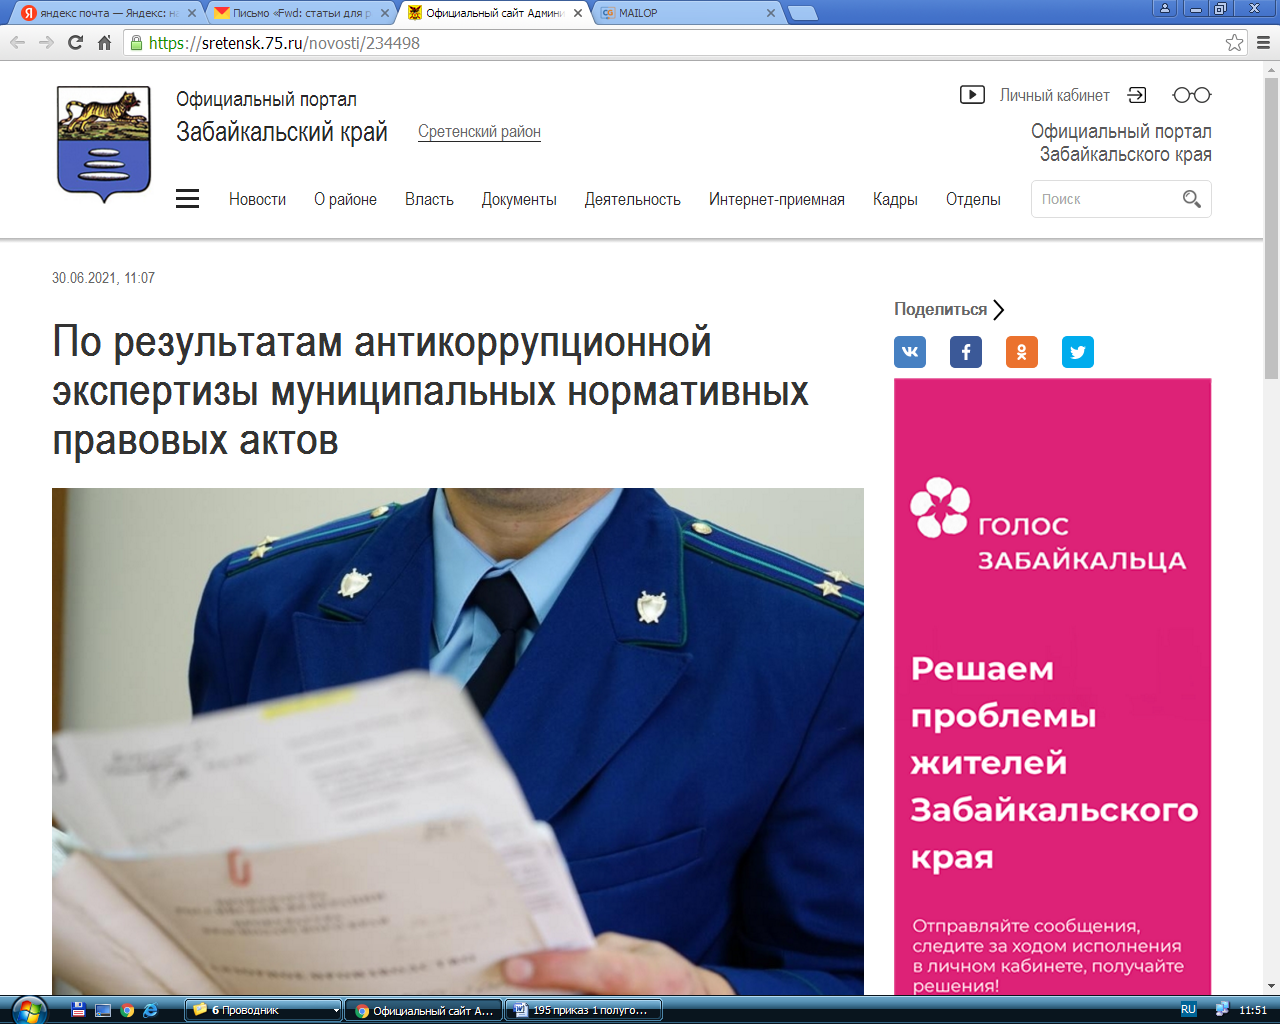 яндекс почта — Яндекс: на
Письмо «Fwd: статьи для р
Официальный сайт Админи
MAILOP
https://sretensk.75.ru/novosti/234498
Официальный портал
Забайкальский край
Сретенский район
Личный кабинет
Официальный портал
Забайкальского края
Новости О районе Власть Документы Деятельность Интернет-приемная Кадры Отделы
Поиск
30.06.2021, 11:07
По результатам антикоррупционной
экспертизы муниципальных нормативных
правовых актов
Поделиться
ГОЛОС
ЗАБАЙКАЛЬЦА
Решаем
проблемы
жителей
Забайкальского
края
Отправляйте сообщения,
следите за ходом исполнения
в личном кабинете, получайте
решения!
6 Проводник
Официальный сайт А...
195 приказ 1 полуго...
RU
11:51